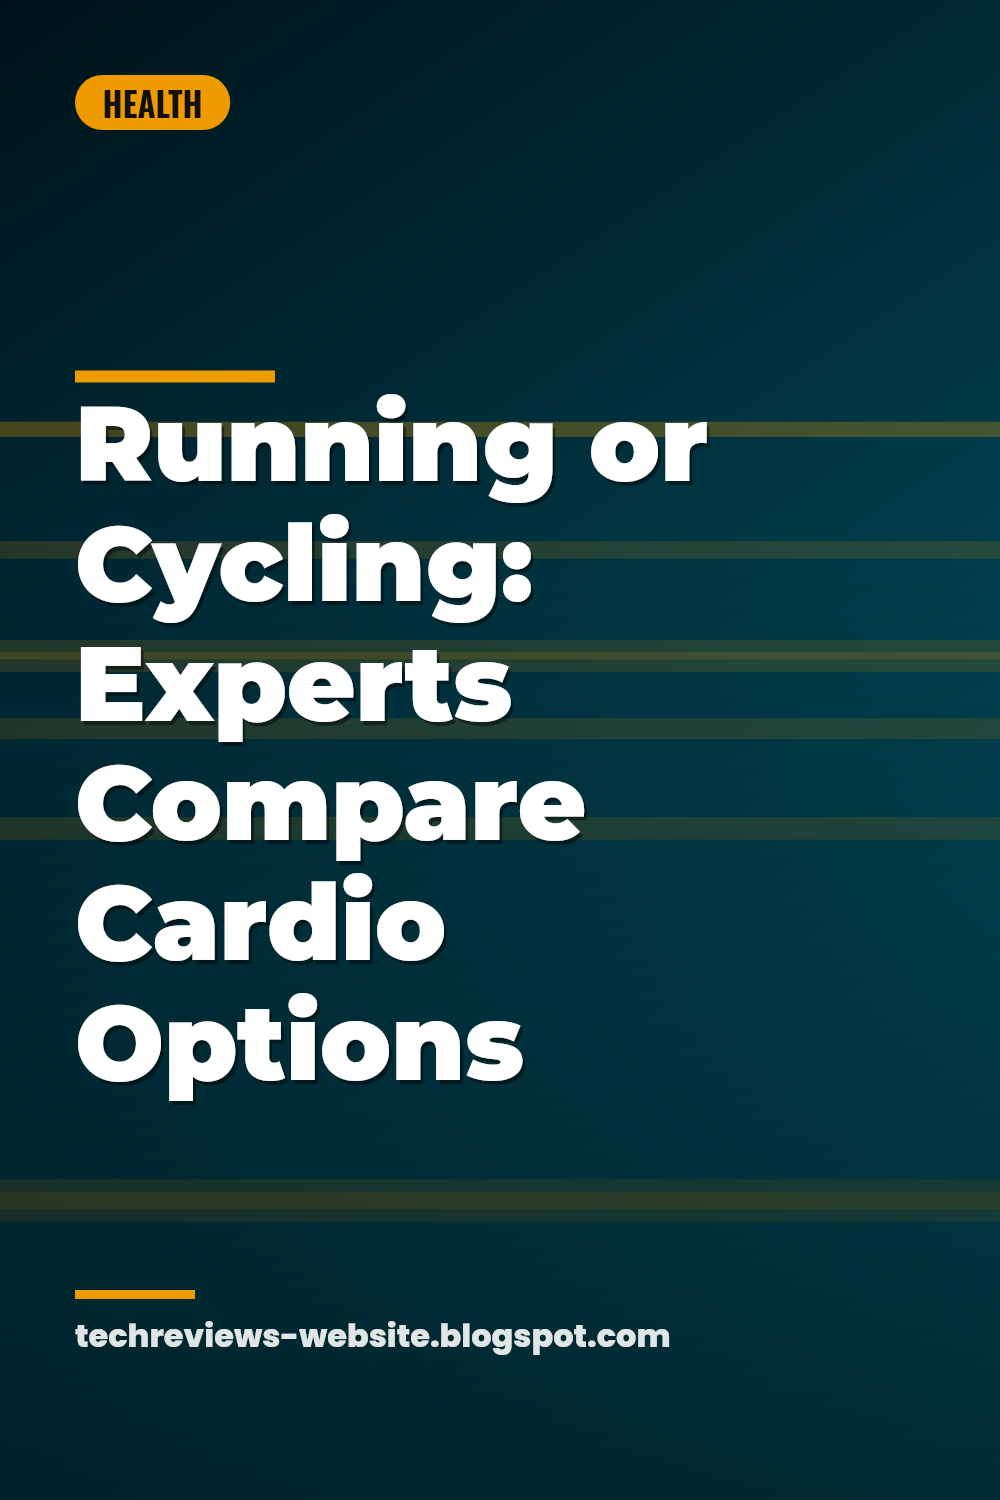 HEALTH
Running or
Cycling:
Experts
Compare
Cardio
Options
techreviews-website.blogspot.com